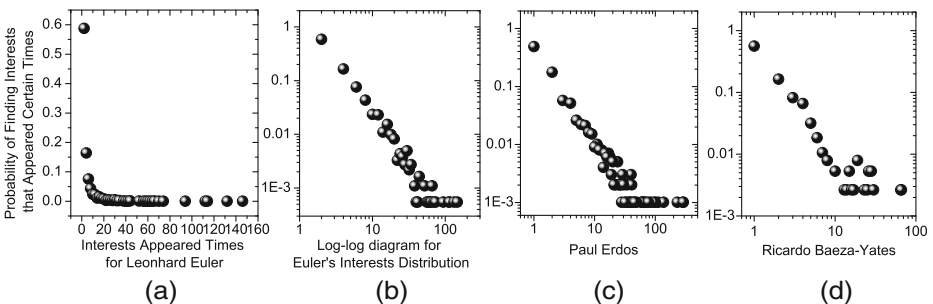 Probability of Finding Interests
that Appeared Certain Times
0.6
0.5
0.4
0.3
0.2
0.1
0.0
0 20 40 60 80 100 120 140 160
Interests Appeared Times
for Leonhard Euler
(a)
1
0.1
0.01
1E-3
1 10 100
Log-log diagram for
Euler's Interests Distribution
(b)
1
0.1
0.01
1E-3
1 10 100
Paul Erdos
(c)
1
0.1
0.01
1E-3
1 10 100
Ricardo Baeza-Yates
(d)